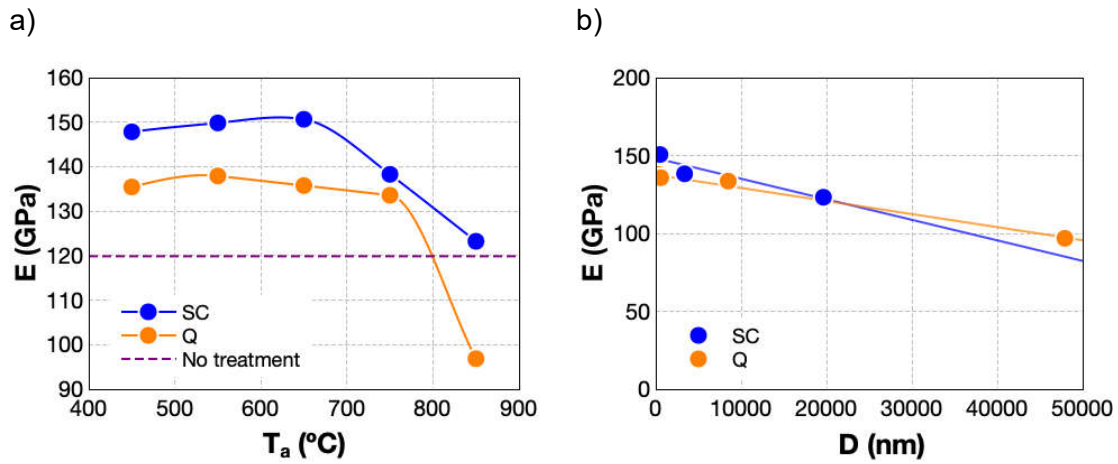 a)
160
150
140
130
120
110
100
90
E (GPa)
SC
Q
No treatment
400 500 600 700 800 900
Ta (ºC)
b)
200
150
100
50
0
E (GPa)
SC
Q
0 10000 20000 30000 40000 50000
D (nm)